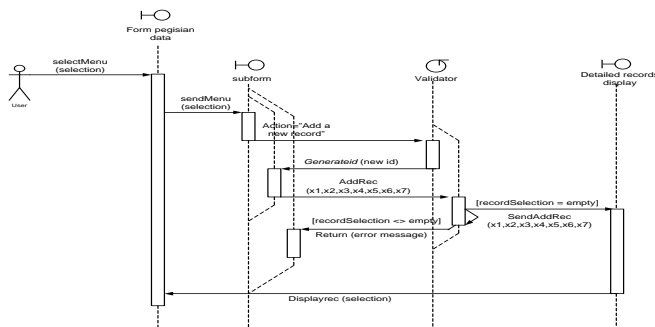 Form pegisian
data
subform
Validator
Detailed records
display
User
selectMenu
(selection)
sendMenu
(selection)
Action="Add a
new record"
Generateid (new id)
AddRec
(x1,x2,x3,x4,x5,x6,x7)
[recordSelection = empty]
SendAddRec
(x1,x2,x3,x4,x5,x6,x7)
[recordSelection <> empty]
Return (error message)
Displayrec (selection)